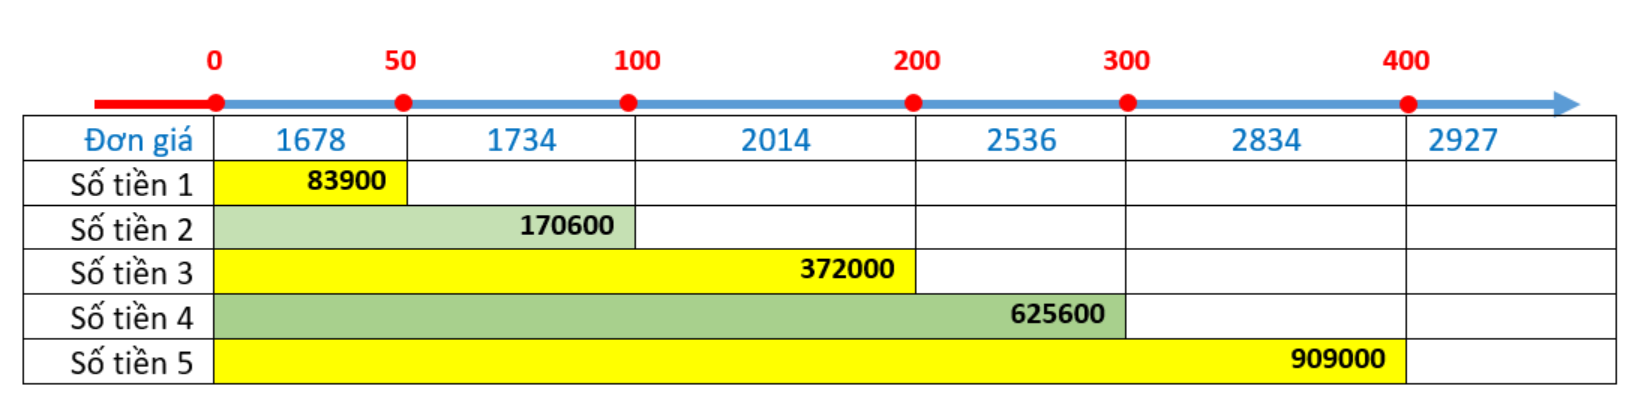 0 50 100 200 300 400
Đơn giá 1678 1734 2014 2536 2834 2927
Số tiền 1 83900
Số tiền 2 170600
Số tiền 3 372000
Số tiền 4 625600
Số tiền 5 909000